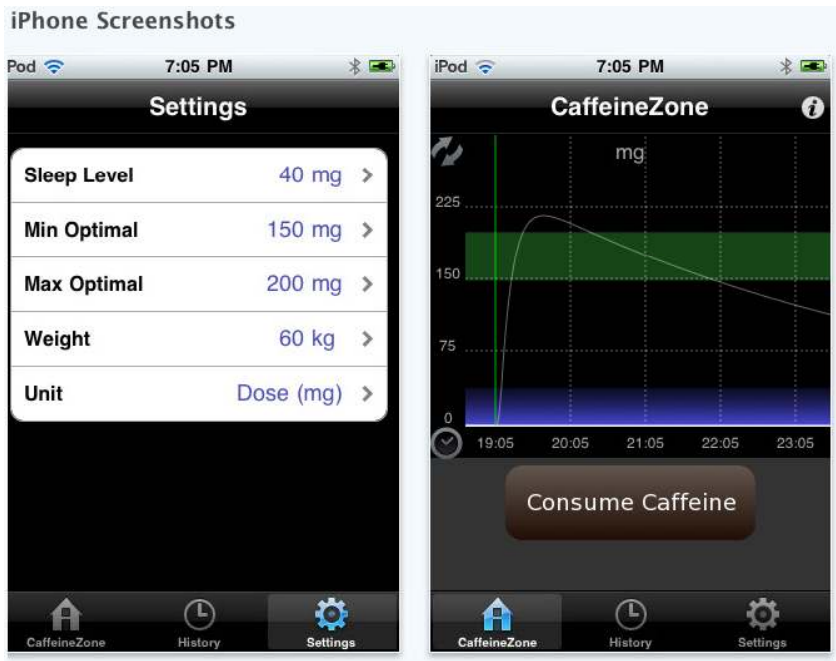 iPhone Screenshots
Pod 7:05 PM
Settings
Sleep Level 40 mg
Min Optimal 150 mg
Max Optimal 200 mg
Weight 60 kg
Unit Dose (mg)
CaffeineZone History Settings
iPod 7:05 PM
CaffeineZone i
mg
225
150
75
0
19:05 20:05 21:05 22:05 23:05
Consume Caffeine
CaffeineZone History Settings